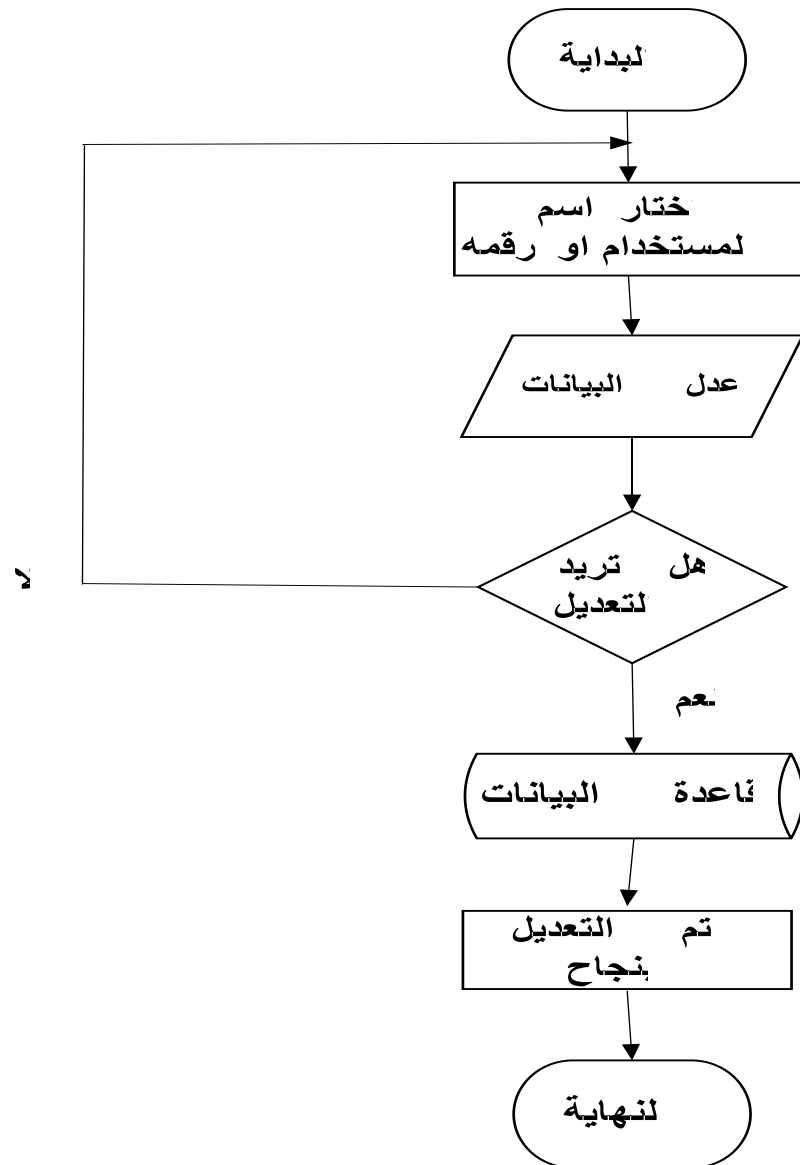 لبداية
ختار اسم
لمستخدام او رقمه
عدل البيانات
هل تريد
لتعديل
لا
نعم
قاعدة البيانات
تم التعديل
بنجاح
لنهاية